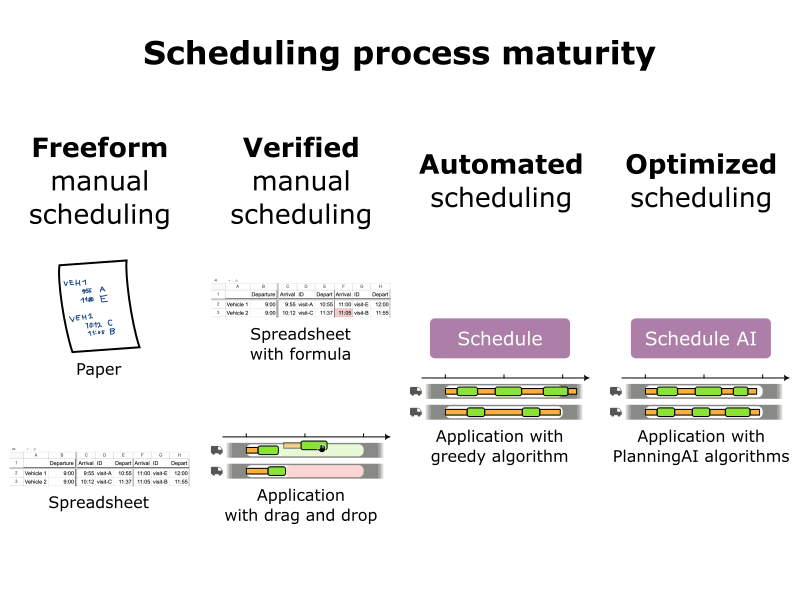 Scheduling process maturity
Freeform
manual
scheduling
VEH 1
9:55 A
11:00 E
VEH 2
10:12 C
11:05 B
Paper
A B C D E F G H
1 Departure Arrival ID Depart Arrival ID Depart
2 Vehicle 1 9:00 9:55 visit-A 10:55 11:00 visit-E 12:00
3 Vehicle 2 9:00 10:12 visit-C 11:37 11:05 visit-B 11:55
Spreadsheet
Verified
manual
scheduling
A B C D E F G H
1 Departure Arrival ID Depart Arrival ID Depart
2 Vehicle 1 9:00 9:55 visit-A 10:55 11:00 visit-E 12:00
3 Vehicle 2 9:00 10:12 visit-C 11:37 11:05 visit-B 11:55
Spreadsheet
with formula
Application
with drag and drop
Automated
scheduling
Schedule
Application with
greedy algorithm
Optimized
scheduling
Schedule AI
Application with
PlanningAI algorithms